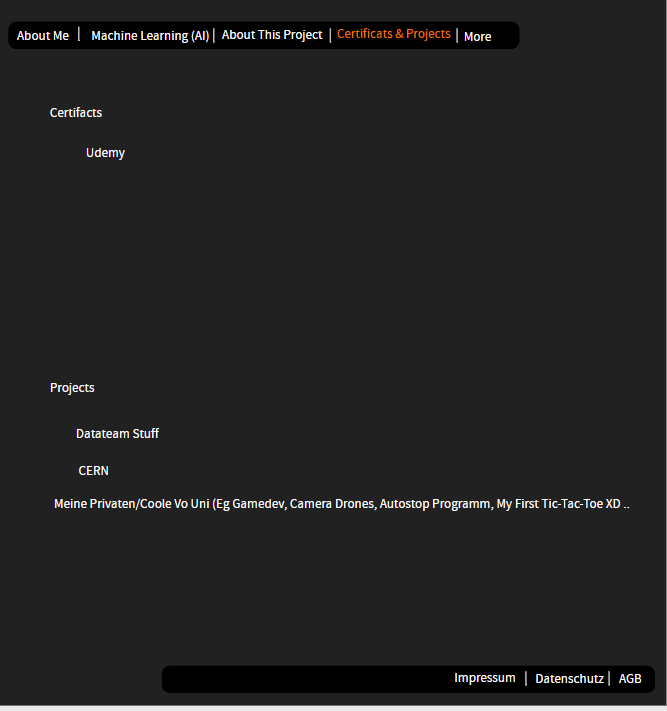 About Me | Machine Learning (AI) | About This Project | Certificats & Projects | More
Certifacts
Udemy
Projects
Datateam Stuff
CERN
Meine Privaten/Coole Vo Uni (Eg Gamedev, Camera Drones, Autostop Programm, My First Tic-Tac-Toe XD ..
Impressum | Datenschutz | AGB